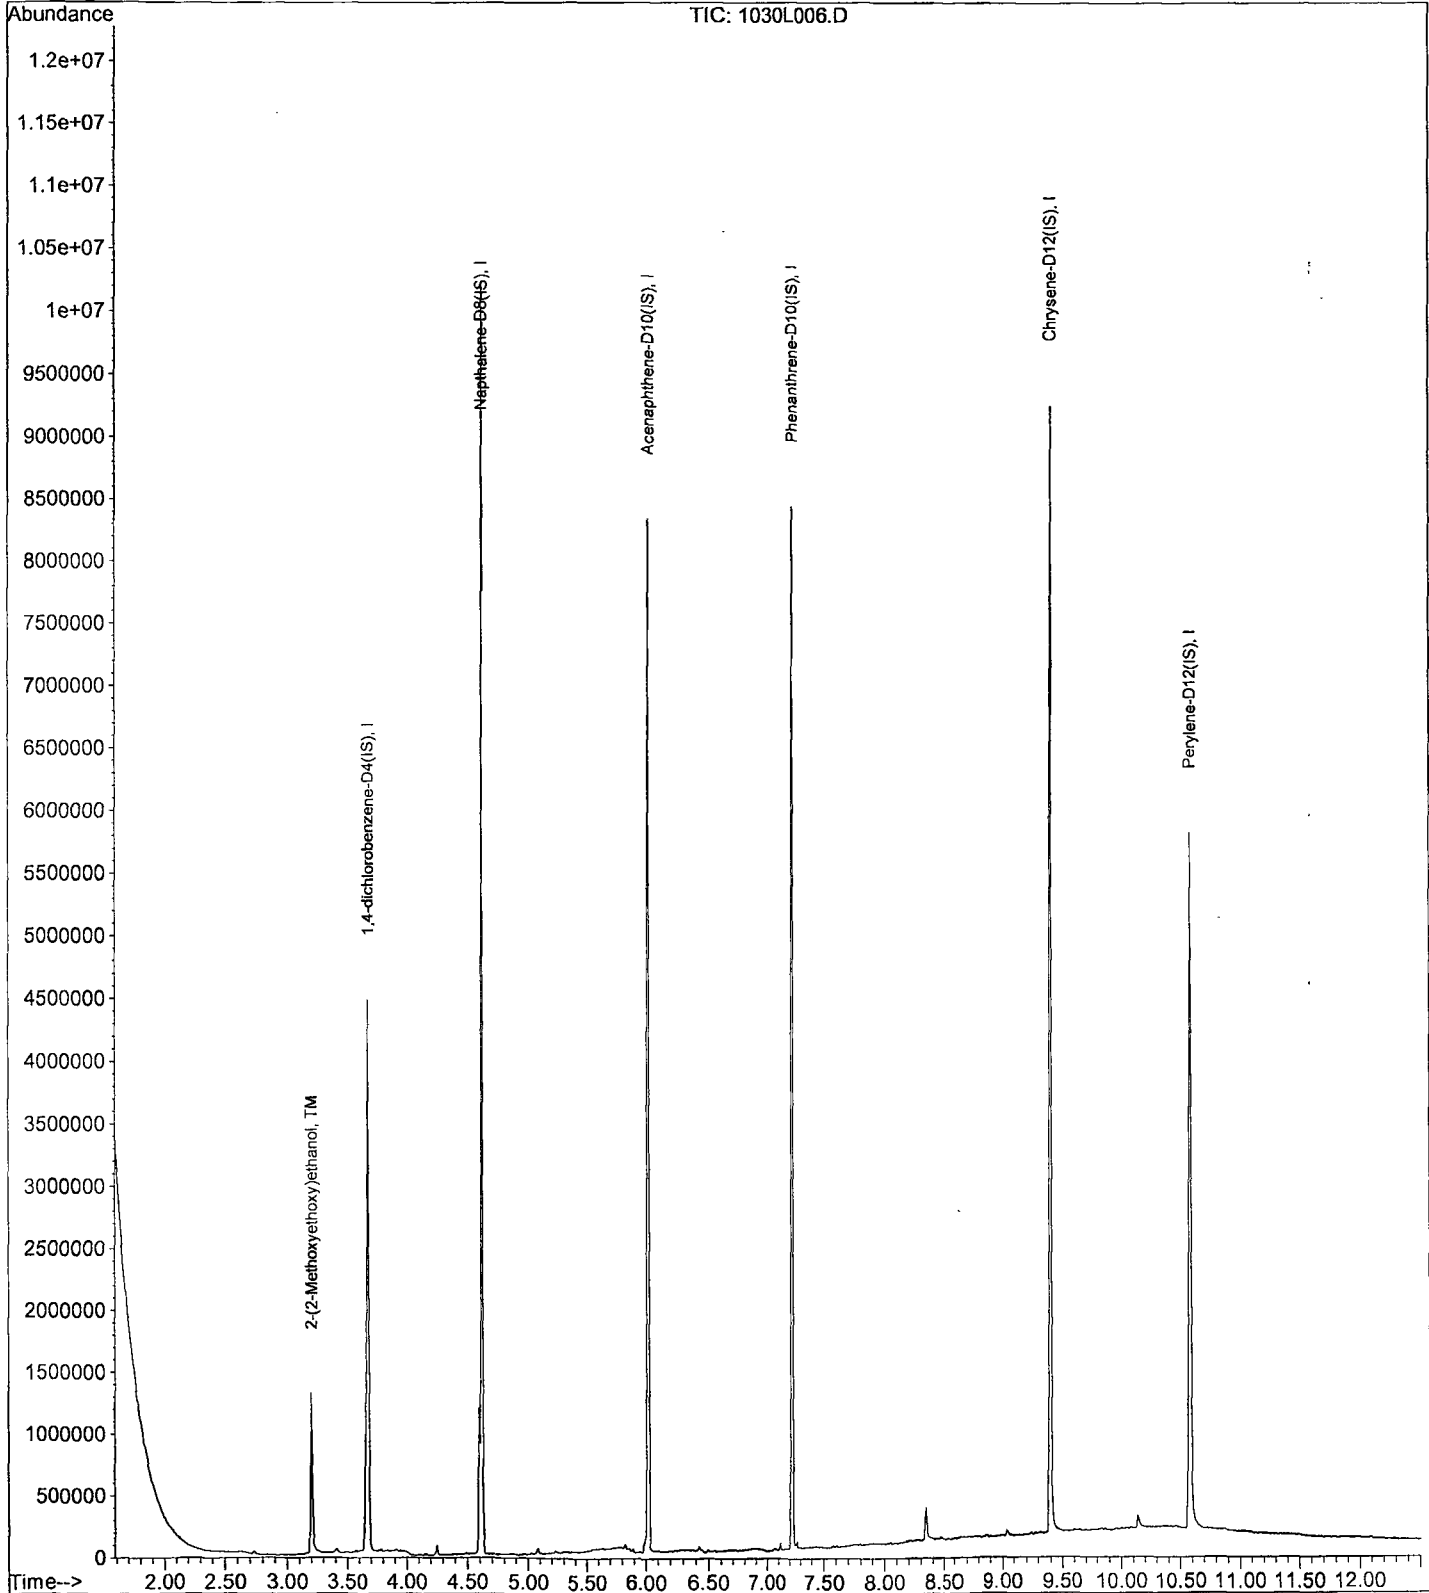 Abundance
TIC: 1030L006.D
1.2e+07
1.15e+07
1.1e+07
1.05e+07
1e+07
9500000
9000000
8500000
8000000
7500000
7000000
6500000
6000000
5500000
5000000
4500000
4000000
3500000
3000000
2500000
2000000
1500000
1000000
500000
0
2-(2-Methoxyethoxy)ethanol, TM
1,4-dichlorobenzene-D4(IS), I
Napthalene-D8(IS), I
Acenaphthene-D10(IS), I
Phenanthrene-D10(IS), I
Chrysene-D12(IS), I
Perylene-D12(IS), I
Time--> 2.00 2.50 3.00 3.50 4.00 4.50 5.00 5.50 6.00 6.50 7.00 7.50 8.00 8.50 9.00 9.50 10.00 10.50 11.00 11.50 12.00